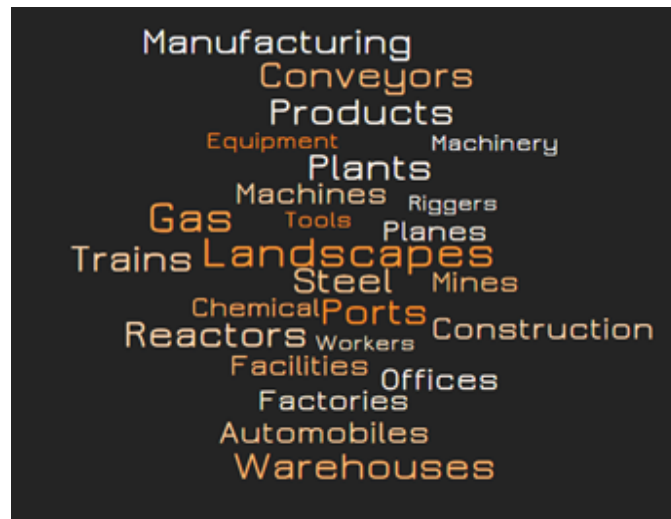 Manufacturing
Conveyors
Products
Equipment
Machinery
Plants
Machines
Riggers
Gas
Tools
Planes
Trains
Landscapes
Steel
Mines
Chemical
Ports
Reactors
Workers
Construction
Facilities
Offices
Factories
Automobiles
Warehouses